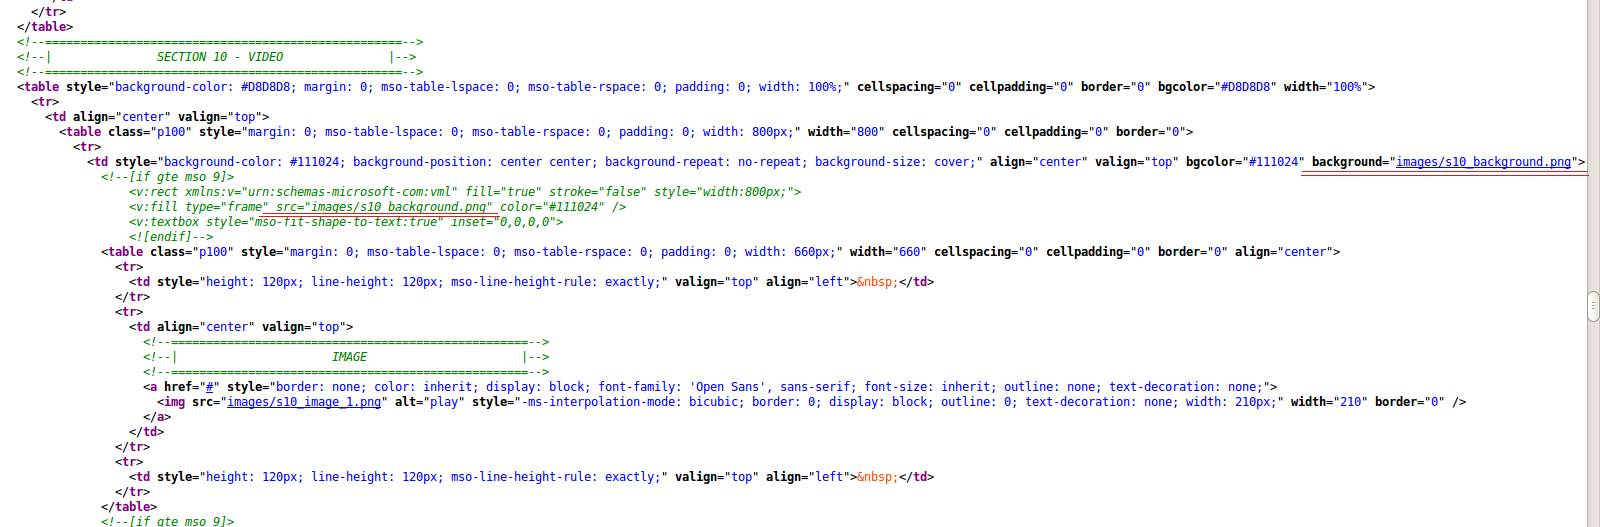 </tr>
</table>
<!--===================================================-->
<!--|               SECTION 10 - VIDEO               |-->
<!--===================================================-->
<table style="background-color: #D8D8D8; margin: 0; mso-table-lspace: 0; mso-table-rspace: 0; padding: 0; width: 100%;" cellspacing="0" cellpadding="0" border="0" bgcolor="#D8D8D8" width="100%">
<tr>
<td align="center" valign="top">
<table class="p100" style="margin: 0; mso-table-lspace: 0; mso-table-rspace: 0; padding: 0; width: 800px;" width="800" cellspacing="0" cellpadding="0" border="0">
<tr>
<td style="background-color: #111024; background-position: center center; background-repeat: no-repeat; background-size: cover;" align="center" valign="top" bgcolor="#111024" background="images/s10_background.png">
<!--[if gte mso 9]>
<v:rect xmlns:v="urn:schemas-microsoft-com:vml" fill="true" stroke="false" style="width:800px;">
<v:fill type="frame" src="images/s10_background.png" color="#111024" />
<v:textbox style="mso-fit-shape-to-text:true" inset="0,0,0,0">
<![endif]-->
<table class="p100" style="margin: 0; mso-table-lspace: 0; mso-table-rspace: 0; padding: 0; width: 660px;" width="660" cellspacing="0" cellpadding="0" border="0" align="center">
<tr>
<td style="height: 120px; line-height: 120px; mso-line-height-rule: exactly;" valign="top" align="left">&nbsp;</td>
</tr>
<tr>
<td align="center" valign="top">
<!--===================================================-->
<!--|                      IMAGE                      |-->
<!--===================================================-->
<a href="#" style="border: none; color: inherit; display: block; font-family: 'Open Sans', sans-serif; font-size: inherit; outline: none; text-decoration: none;">
<img src="images/s10_image_1.png" alt="play" style="-ms-interpolation-mode: bicubic; border: 0; display: block; outline: 0; text-decoration: none; width: 210px;" width="210" border="0" />
</a>
</td>
</tr>
<tr>
<td style="height: 120px; line-height: 120px; mso-line-height-rule: exactly;" valign="top" align="left">&nbsp;</td>
</tr>
</table>
<!--[if gte mso 9]>